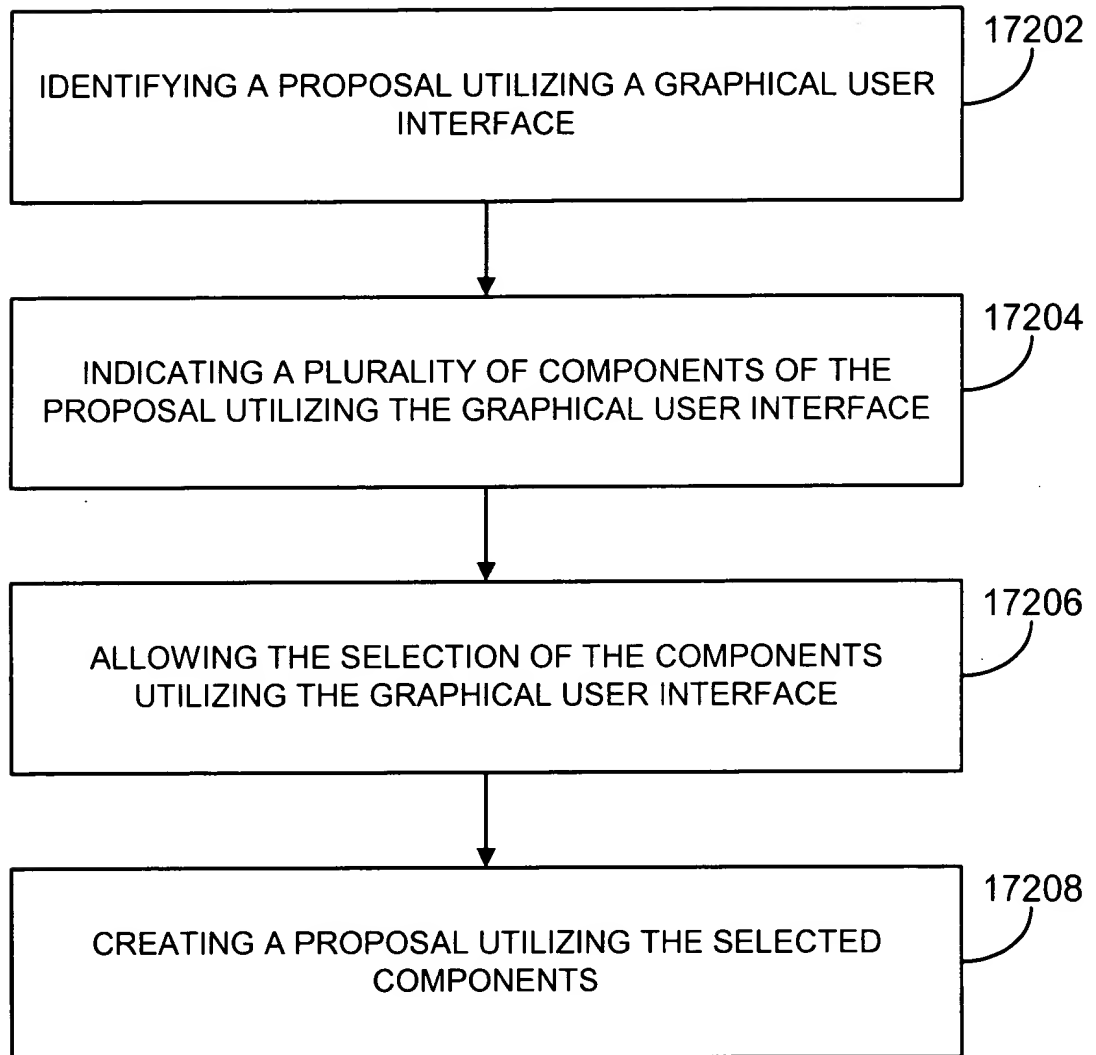 17202
IDENTIFYING A PROPOSAL UTILIZING A GRAPHICAL USER
INTERFACE
17204
INDICATING A PLURALITY OF COMPONENTS OF THE
PROPOSAL UTILIZING THE GRAPHICAL USER INTERFACE
17206
ALLOWING THE SELECTION OF THE COMPONENTS
UTILIZING THE GRAPHICAL USER INTERFACE
17208
CREATING A PROPOSAL UTILIZING THE SELECTED
COMPONENTS